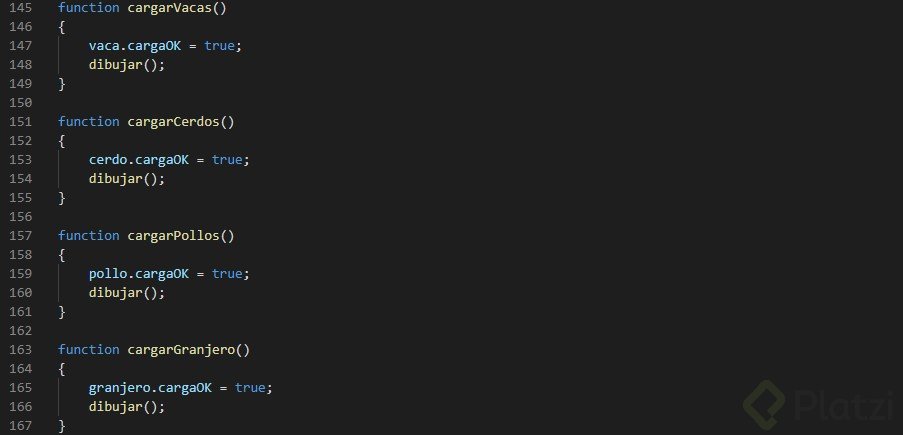 145 function cargarVacas()
146 {
147     vaca.cargaOK = true;
148     dibujar();
149 }
150
151 function cargarCerdos()
152 {
153     cerdo.cargaOK = true;
154     dibujar();
155 }
156
157 function cargarPollos()
158 {
159     pollo.cargaOK = true;
160     dibujar();
161 }
162
163 function cargarGranjero()
164 {
165     granjero.cargaOK = true;
166     dibujar();
167 }
Platzi